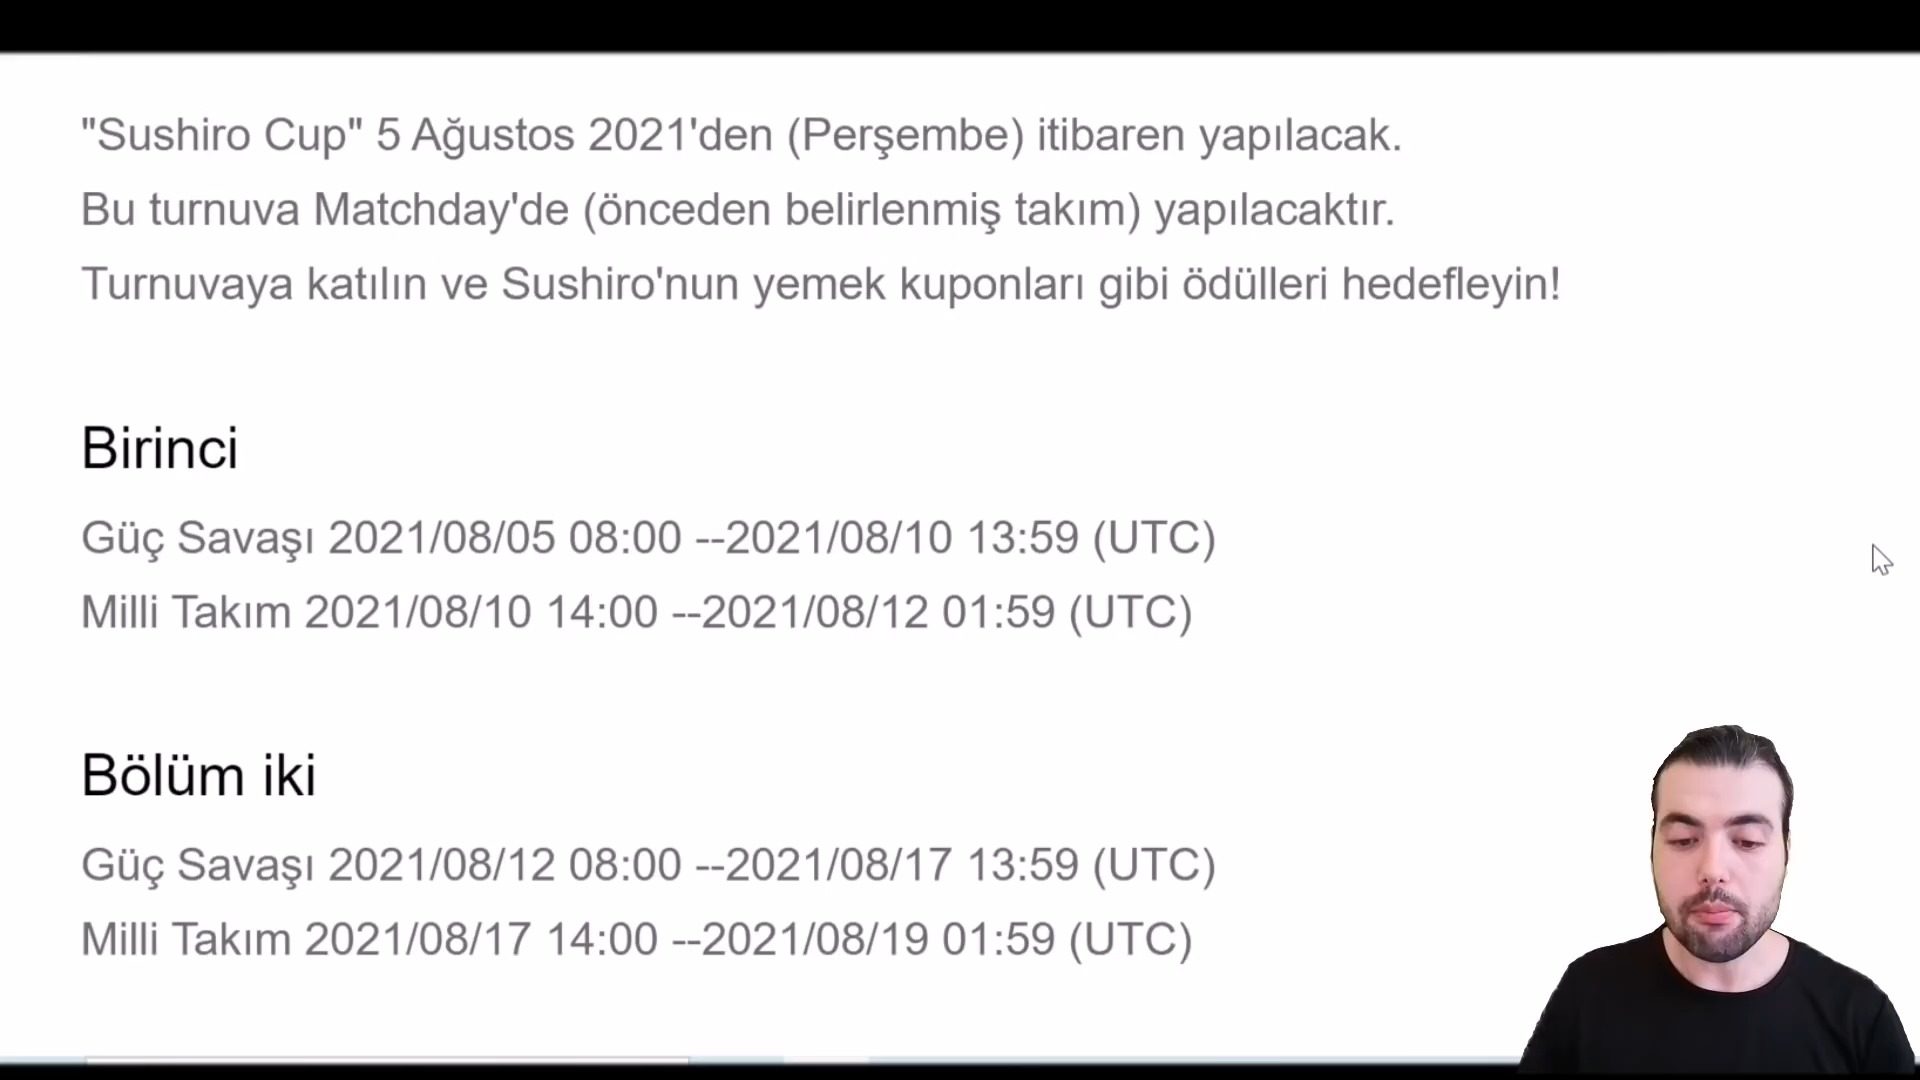 "Sushiro Cup" 5 Ağustos 2021'den (Perşembe) itibaren yapılacak.
Bu turnuva Matchday'de (önceden belirlenmiş takım) yapılacaktır.
Turnuvaya katılın ve Sushiro'nun yemek kuponları gibi ödülleri hedefleyin!
Birinci
Güç Savaşı 2021/08/05 08:00 --2021/08/10 13:59 (UTC)
Milli Takım 2021/08/10 14:00 --2021/08/12 01:59 (UTC)
Bölüm iki
Güç Savaşı 2021/08/12 08:00 --2021/08/17 13:59 (UTC)
Milli Takım 2021/08/17 14:00 --2021/08/19 01:59 (UTC)